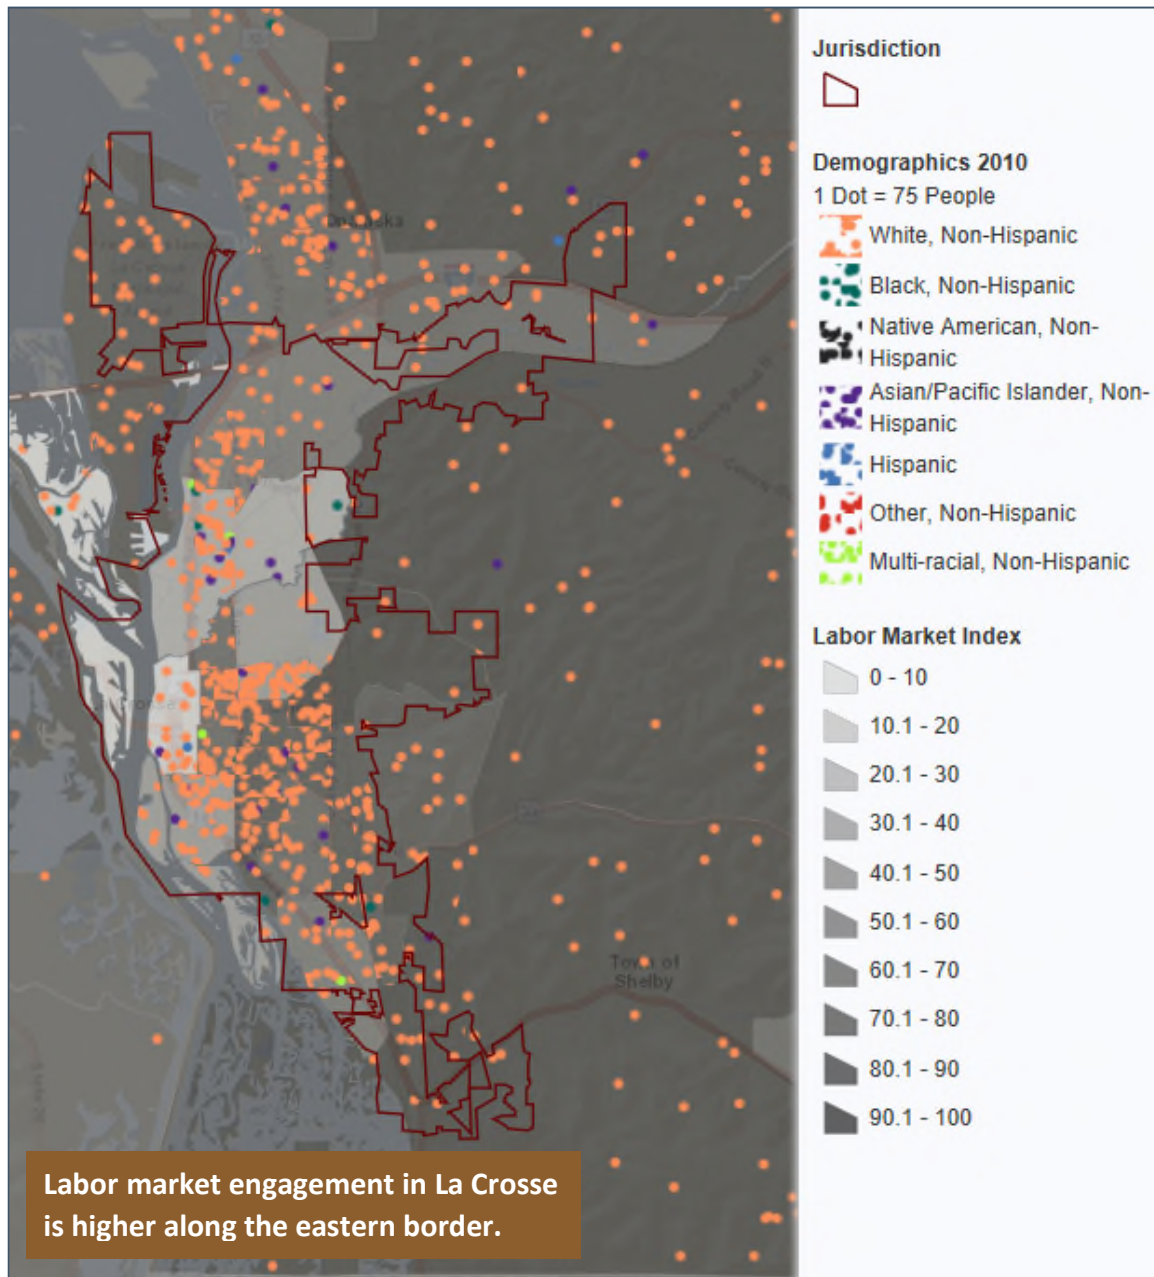 Jurisdiction
Demographics 2010
1 Dot = 75 People
White, Non-Hispanic
Black, Non-Hispanic
Native American, Non-
Hispanic
Asian/Pacific Islander, Non-
Hispanic
Hispanic
Other, Non-Hispanic
Multi-racial, Non-Hispanic
Labor Market Index
0 - 10
10.1 - 20
20.1 - 30
30.1 - 40
40.1 - 50
50.1 - 60
60.1 - 70
70.1 - 80
80.1 - 90
90.1 - 100
Town of
Shelby
Labor market engagement in La Crosse
is higher along the eastern border.